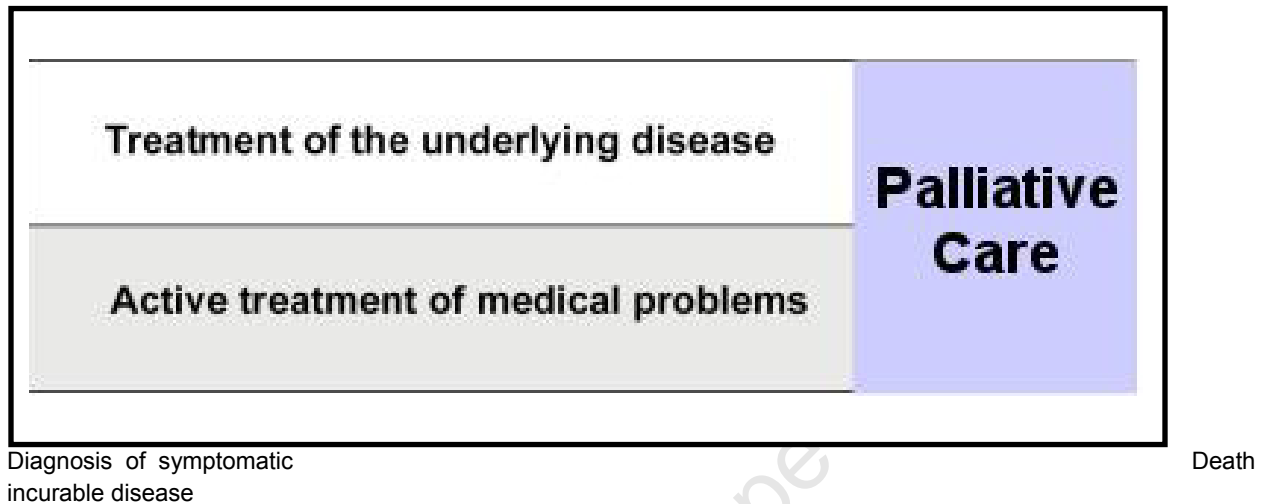 Treatment of the underlying disease
Palliative
Care
Active treatment of medical problems
Diagnosis of symptomatic
incurable disease
Death